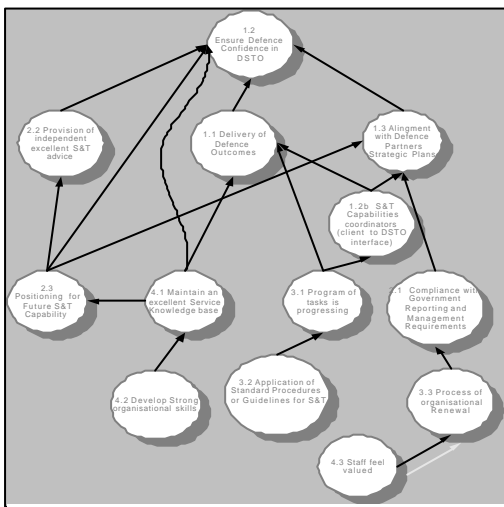 1.2
Ensure Defence
Confidence in
DSTO
2.2 Provision of
independent
excellent S&T
advice
1.1 Delivery of
Defence
Outcomes
1.3 Alingment with
Defence
Partners
Strategic Plans
1.2b S&T
Capabilities
coordinators
(client to DSTO
interface)
2.3
Positioning for
Future S&T
Capability
4.1 Maintain an
excellent Service
Knowledge base
3.1 Program of
tasks is
progressing
2.1 Compliance with
Government
Reporting and
Management
Requirements
4.2 Develop Strong
organisational skills
3.2 Application of
Standard Procedures
or Guidelines for S&T
3.3 Process of
organisational
Renewal
4.3 Staff feel
valued